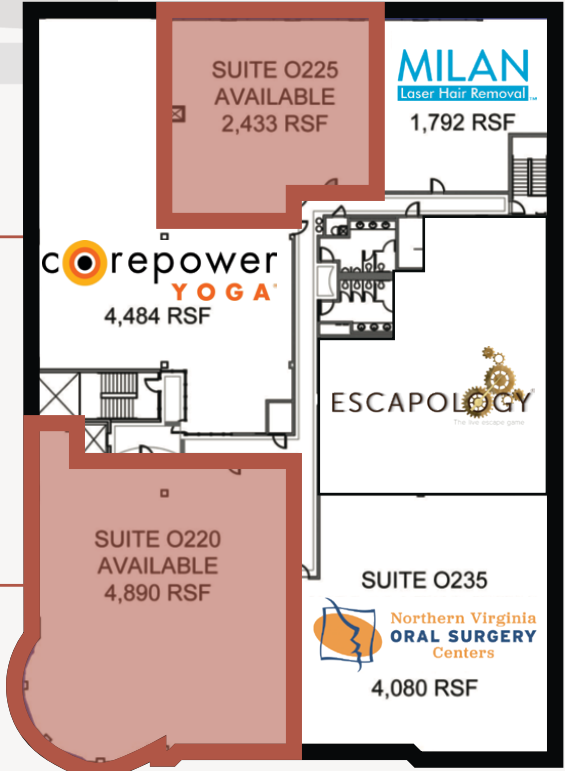 SUITE O225
AVAILABLE
2,433 RSF
MILAN
Laser Hair Removal
1,792 RSF
corepower
YOGA
4,484 RSF
ESCAPOLOGY
The live escape game
SUITE O220
AVAILABLE
4,890 RSF
SUITE O235
Northern Virginia
ORAL SURGERY
Centers
4,080 RSF